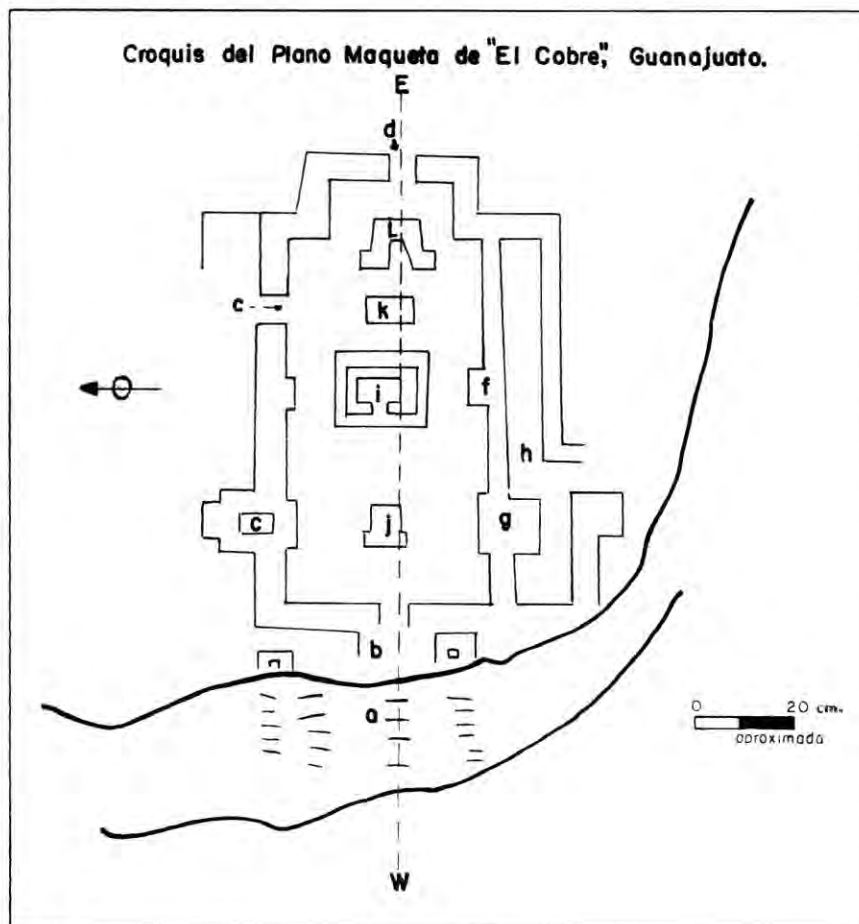 Croquis del Plano Maqueta de "El Cobre", Guanajuato.
E
d
L
c
k
i
f
h
c
j
g
b
a
0 20 cm.
aproximada
W